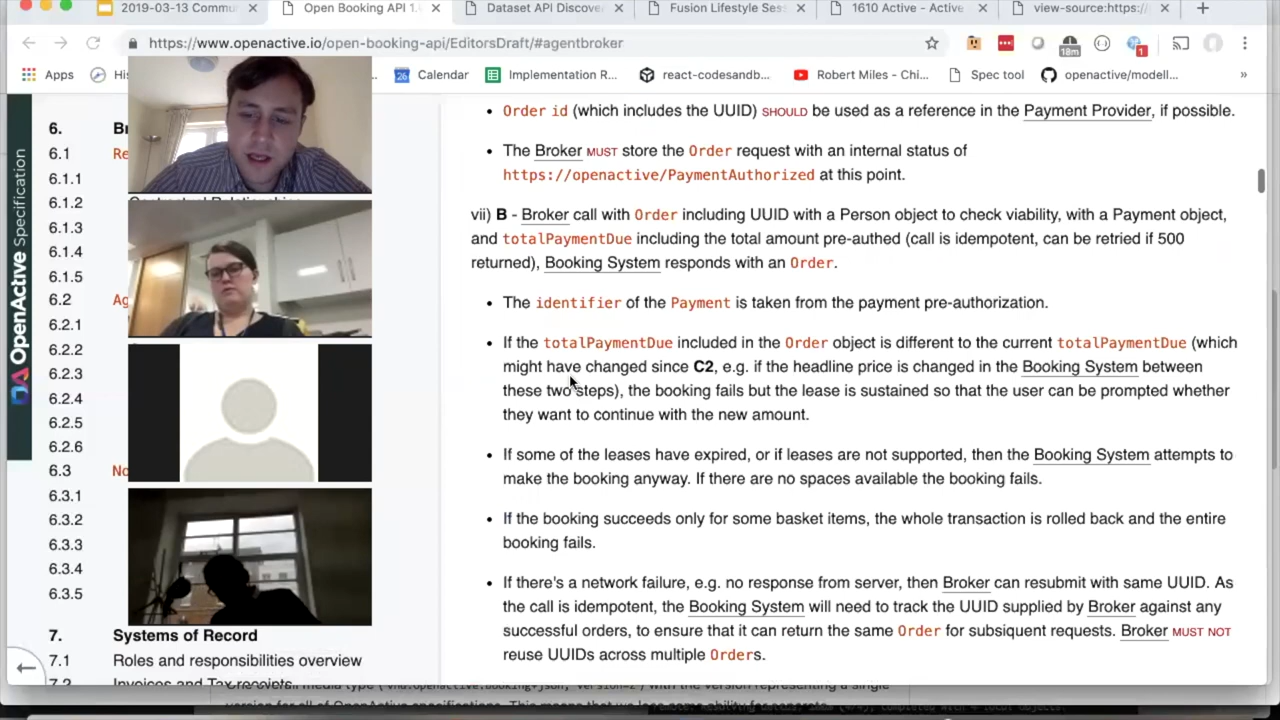 2019-03-13 Commu
Open Booking API 1.
Dataset API Discove
Fusion Lifestyle Ses
1610 Active - Active
view-source:https:/
https://www.openactive.io/open-booking-api/EditorsDraft/#agentbroker
18m
1
Apps
His
26
Calendar
Implementation R...
react-codesandb...
Robert Miles - Chi...
Spec tool
openactive/modell...
»
OpenActive Specification
6.
6.1
6.1.1
6.1.3
6.1.4
6.1.5
6.2
6.2.1
6.2.2
6.2.3
6.2.4
6.2.5
6.2.6
6.3
6.3.1
6.3.2
6.3.3
6.3.4
6.3.5
7. Systems of Record
7.1 Roles and responsibilities overview
7.2 Invoices and Tax receipts
• Order id (which includes the UUID) SHOULD be used as a reference in the Payment Provider, if possible.
• The Broker MUST store the Order request with an internal status of
https://openactive/PaymentAuthorized at this point.
vii) B - Broker call with Order including UUID with a Person object to check viability, with a Payment object,
and totalPaymentDue including the total amount pre-authed (call is idempotent, can be retried if 500
returned), Booking System responds with an Order.
• The identifier of the Payment is taken from the payment pre-authorization.
• If the totalPaymentDue included in the Order object is different to the current totalPaymentDue (which
might have changed since C2, e.g. if the headline price is changed in the Booking System between
these two steps), the booking fails but the lease is sustained so that the user can be prompted whether
they want to continue with the new amount.
• If some of the leases have expired, or if leases are not supported, then the Booking System attempts to
make the booking anyway. If there are no spaces available the booking fails.
• If the booking succeeds only for some basket items, the whole transaction is rolled back and the entire
booking fails.
• If there's a network failure, e.g. no response from server, then Broker can resubmit with same UUID. As
the call is idempotent, the Booking System will need to track the UUID supplied by Broker against any
successful orders, to ensure that it can return the same Order for subsiquent requests. Broker MUST NOT
reuse UUIDs across multiple Orders.